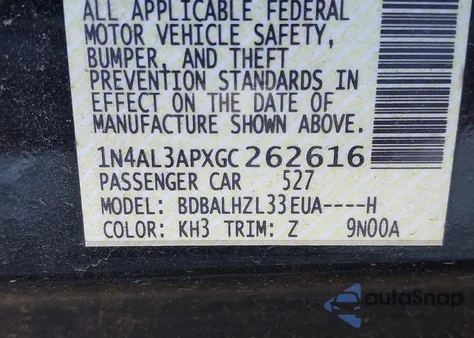 ALL APPLICABLE FEDERAL
MOTOR VEHICLE SAFETY,
BUMPER, AND THEFT
PREVENTION STANDARDS IN
EFFECT ON THE DATE OF
MANUFACTURE SHOWN ABOVE.
1N4AL3APXGC262616
PASSENGER CAR 527
MODEL: BDBALHZL33EUA----H
COLOR: KH3 TRIM: Z 9N00A
autoSnap